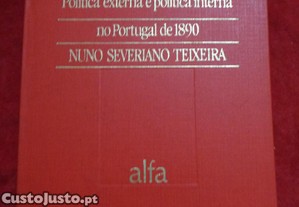 Política externa e política interna
no Portugal de 1890
NUNO SEVERIANO TEIXEIRA
alfa
CustoJusto.pt